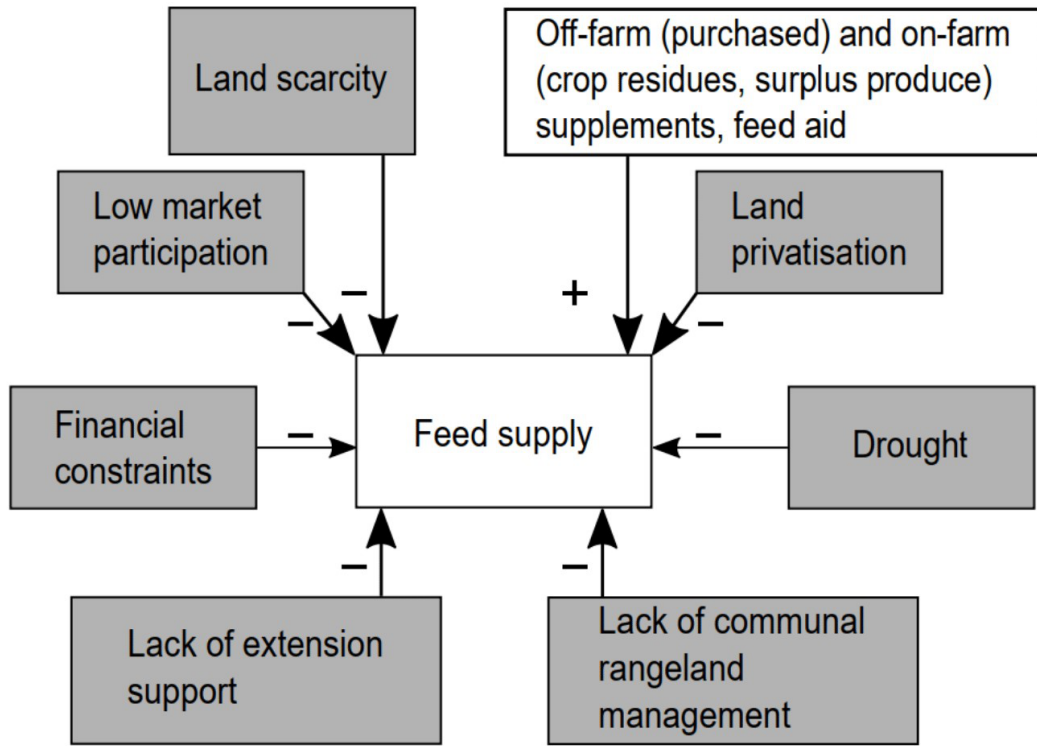 Land scarcity
Off-farm (purchased) and on-farm
(crop residues, surplus produce)
supplements, feed aid
Low market
participation
Land
privatisation
–
+
–
–
Financial
constraints
–
Feed supply
–
Drought
–
–
Lack of extension
support
Lack of communal
rangeland
management